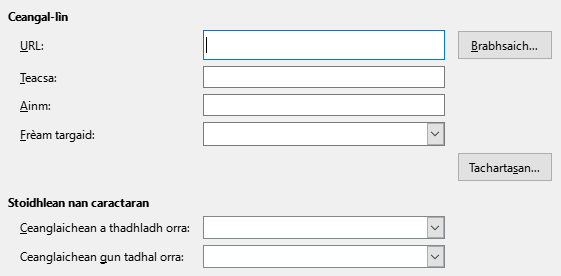 Ceangal-lìn
URL:
Brabhsaich...
Teacsa:
Ainm:
Frèam targaid:
Tachartasan...
Stoidhlean nan caractaran
Ceanglaichean a thadhladh orra:
Ceanglaichean gun tadhal orra: